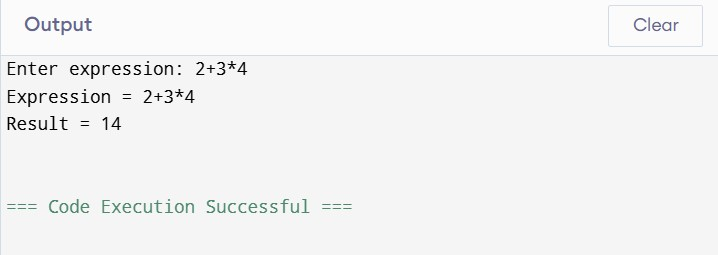 Output
Clear
Enter expression: 2+3*4
Expression = 2+3*4
Result = 14
=== Code Execution Successful ===